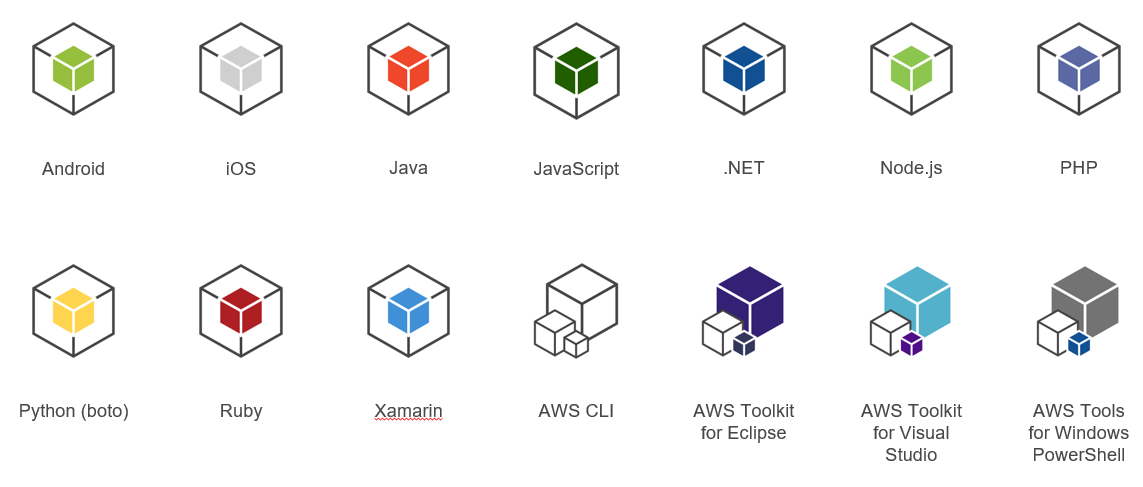 Android
iOS
Java
JavaScript
.NET
Node.js
PHP
Python (boto)
Ruby
Xamarin
AWS CLI
AWS Toolkit
for Eclipse
AWS Toolkit
for Visual
Studio
AWS Tools
for Windows
PowerShell